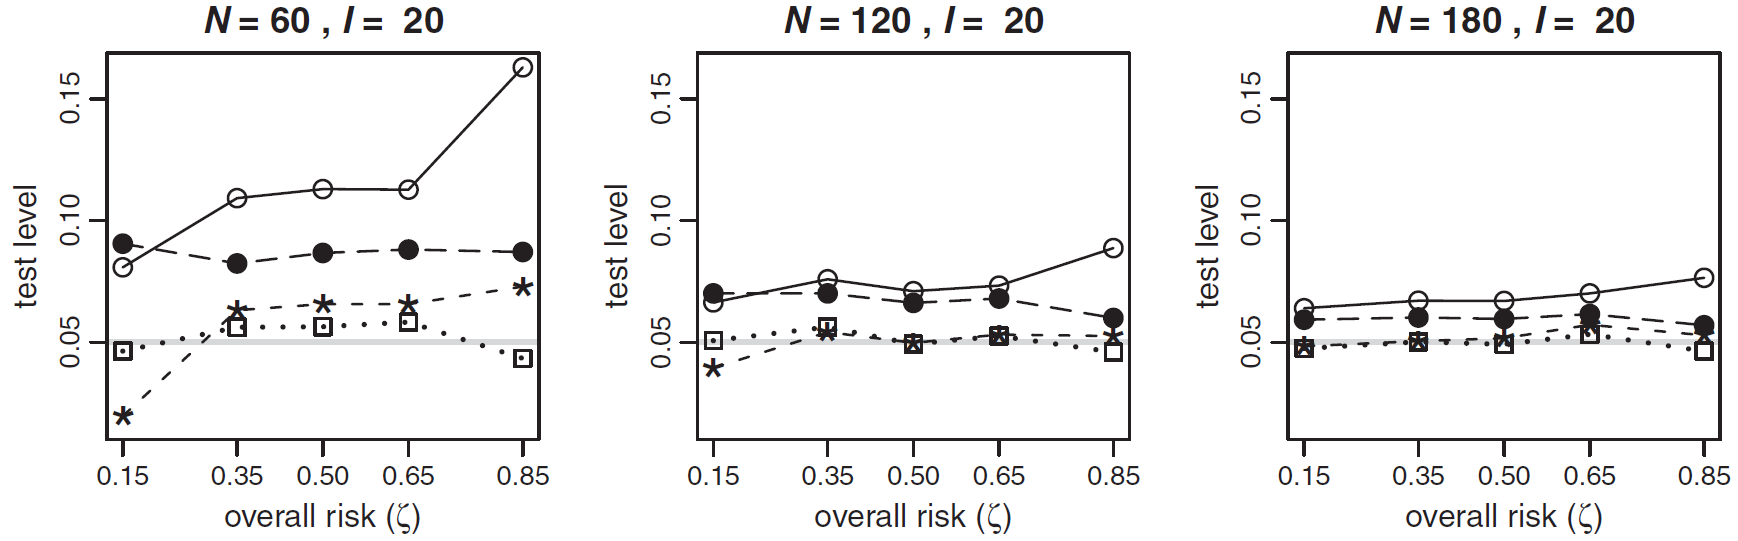 N = 60 , I = 20
0.15
0.10
0.05
test level
0.15 0.35 0.50 0.65 0.85
overall risk (ζ)
N = 120 , I = 20
0.15
0.10
0.05
test level
0.15 0.35 0.50 0.65 0.85
overall risk (ζ)
N = 180 , I = 20
0.15
0.10
0.05
test level
0.15 0.35 0.50 0.65 0.85
overall risk (ζ)